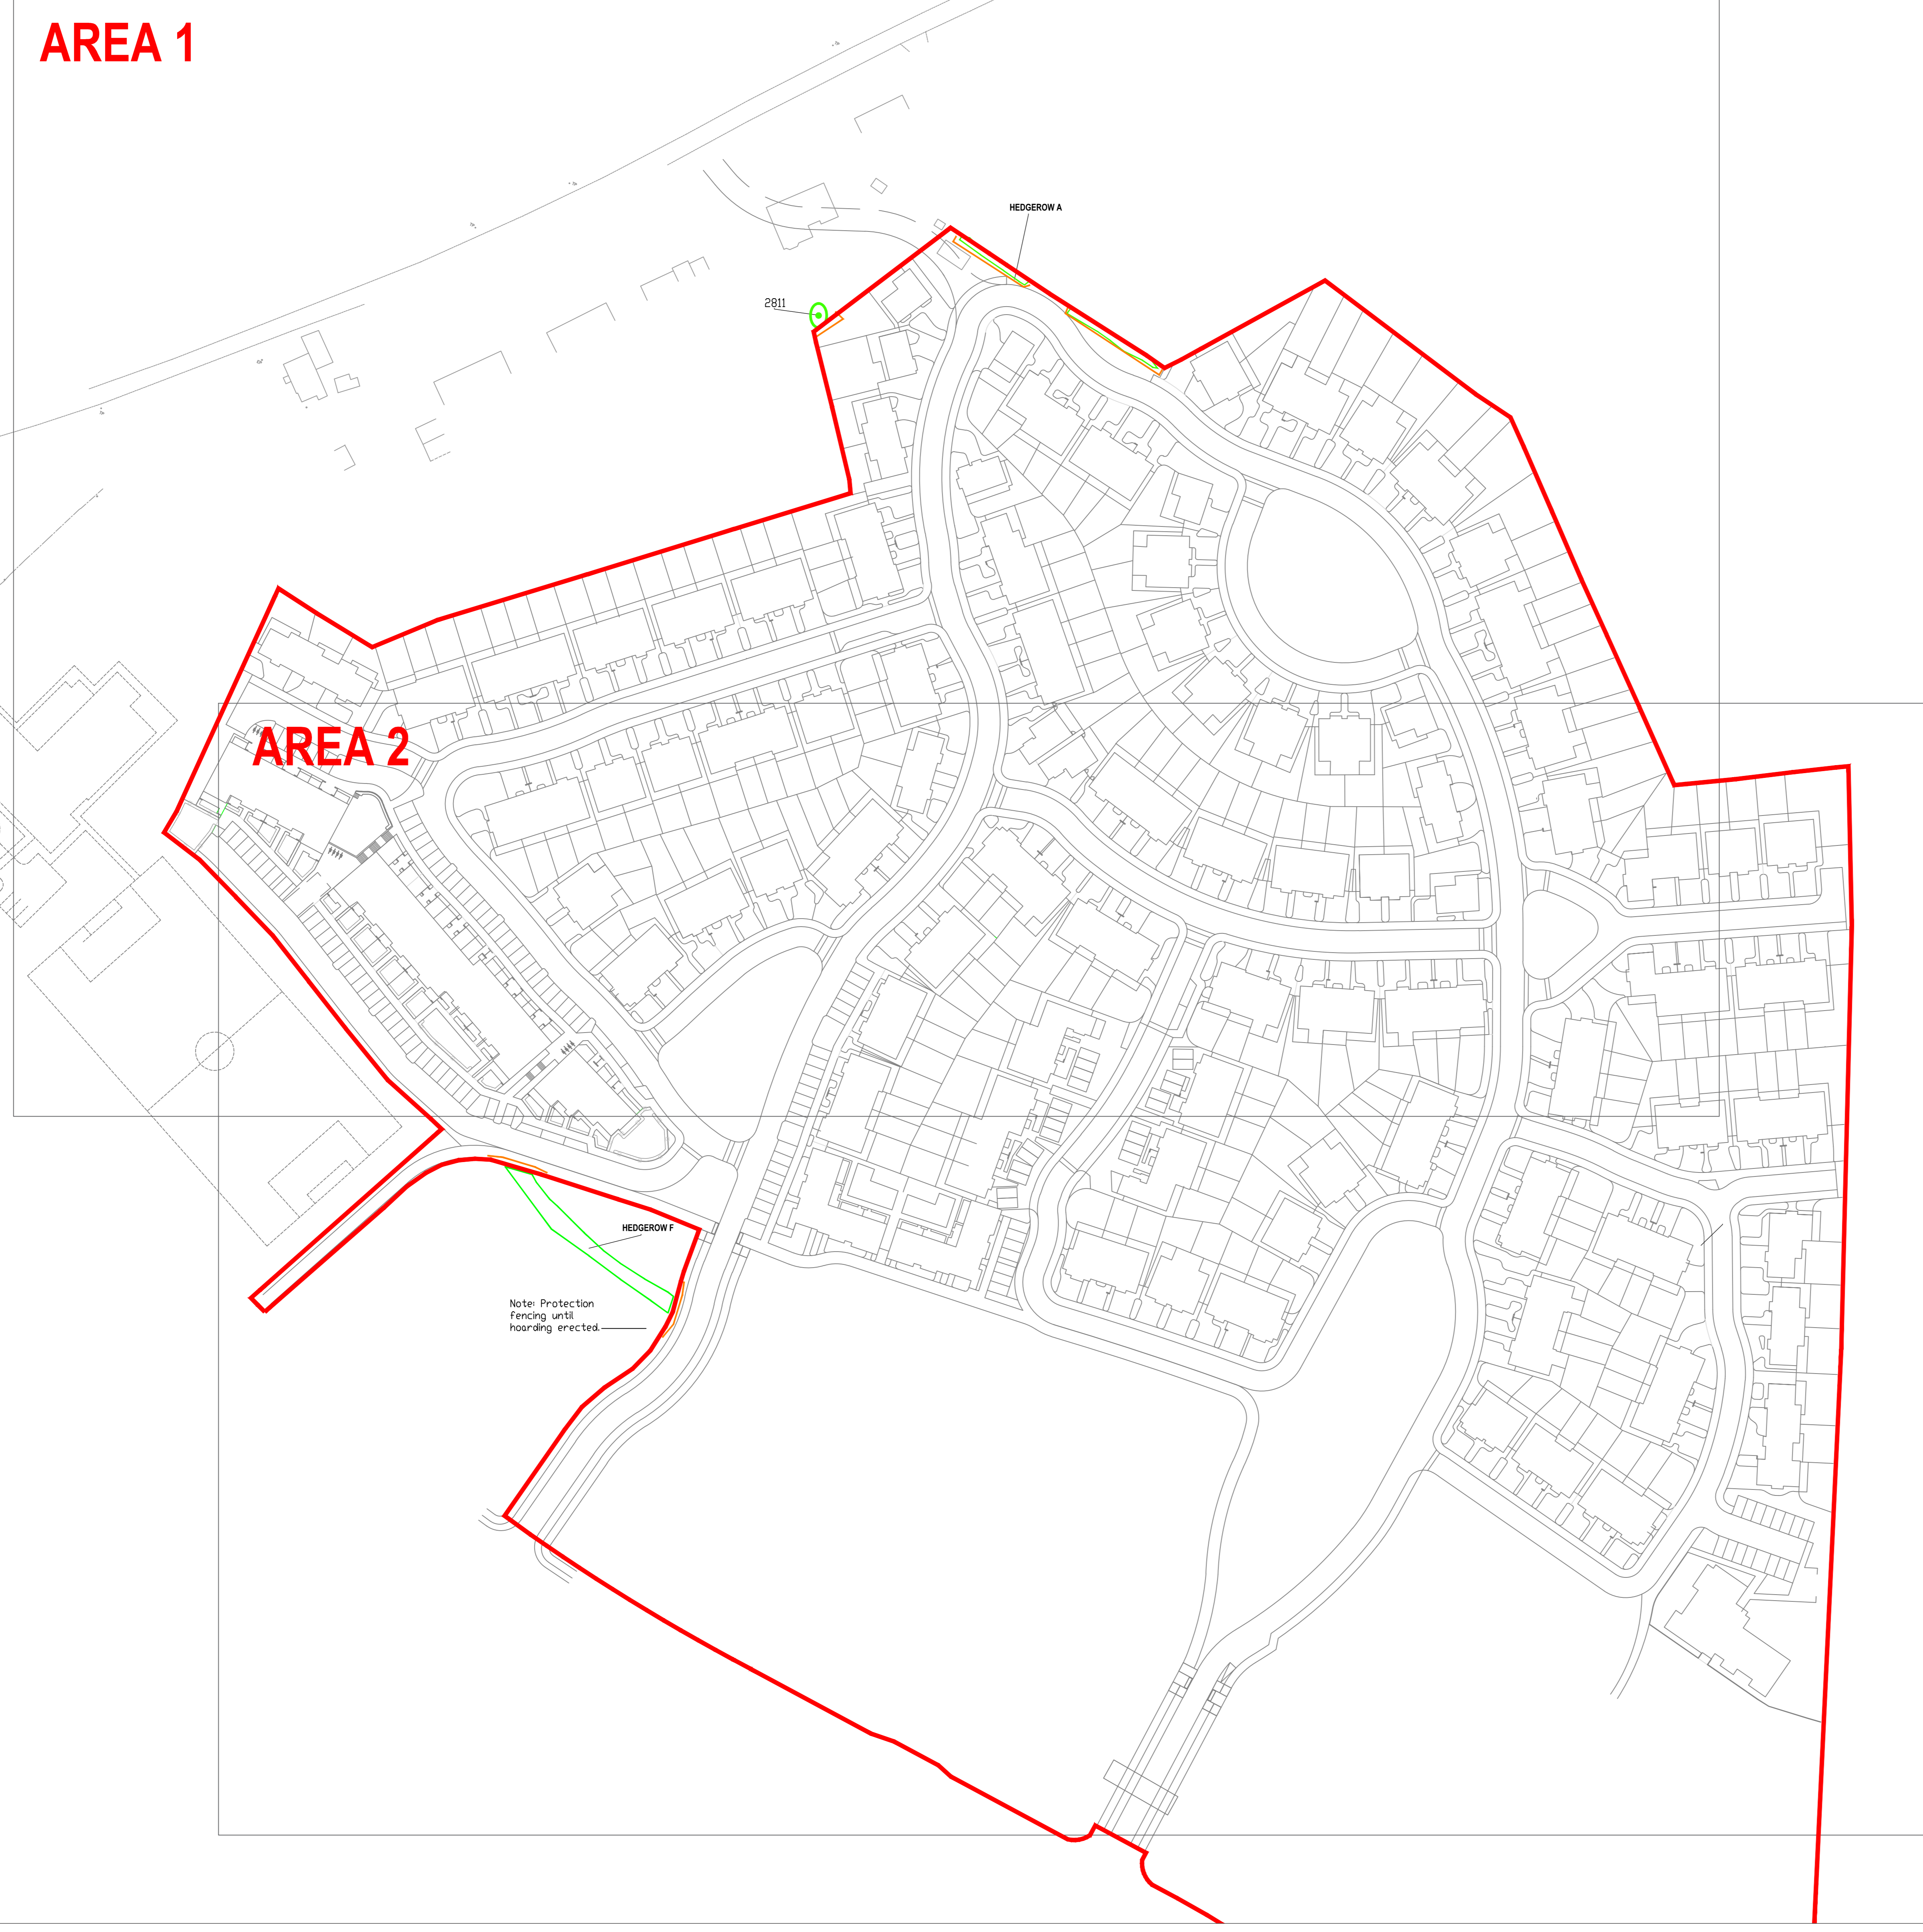 AREA 1
HEDGEROW A
2811
AREA 2
HEDGEROW F
Note: Protection
fencing until
hoarding erected.